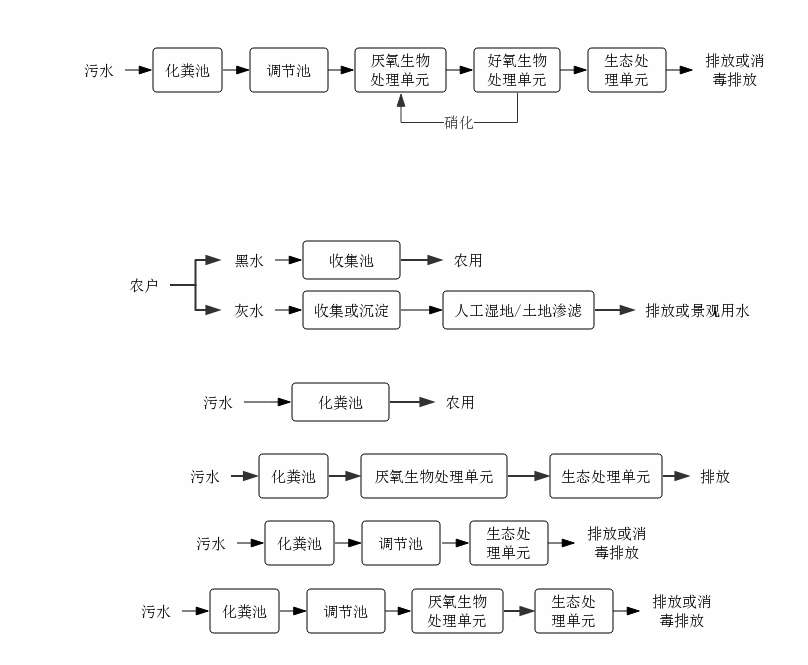 污水 化粪池 调节池 厌氧生物处理单元 好氧生物处理单元 生态处理单元 排放或消毒排放
硝化
农户
黑水 收集池 农用
灰水 收集或沉淀 人工湿地/土地渗滤 排放或景观用水
污水 化粪池 农用
污水 化粪池 厌氧生物处理单元 生态处理单元 排放
污水 化粪池 调节池 生态处理单元 排放或消毒排放
污水 化粪池 调节池 厌氧生物处理单元 生态处理单元 排放或消毒排放